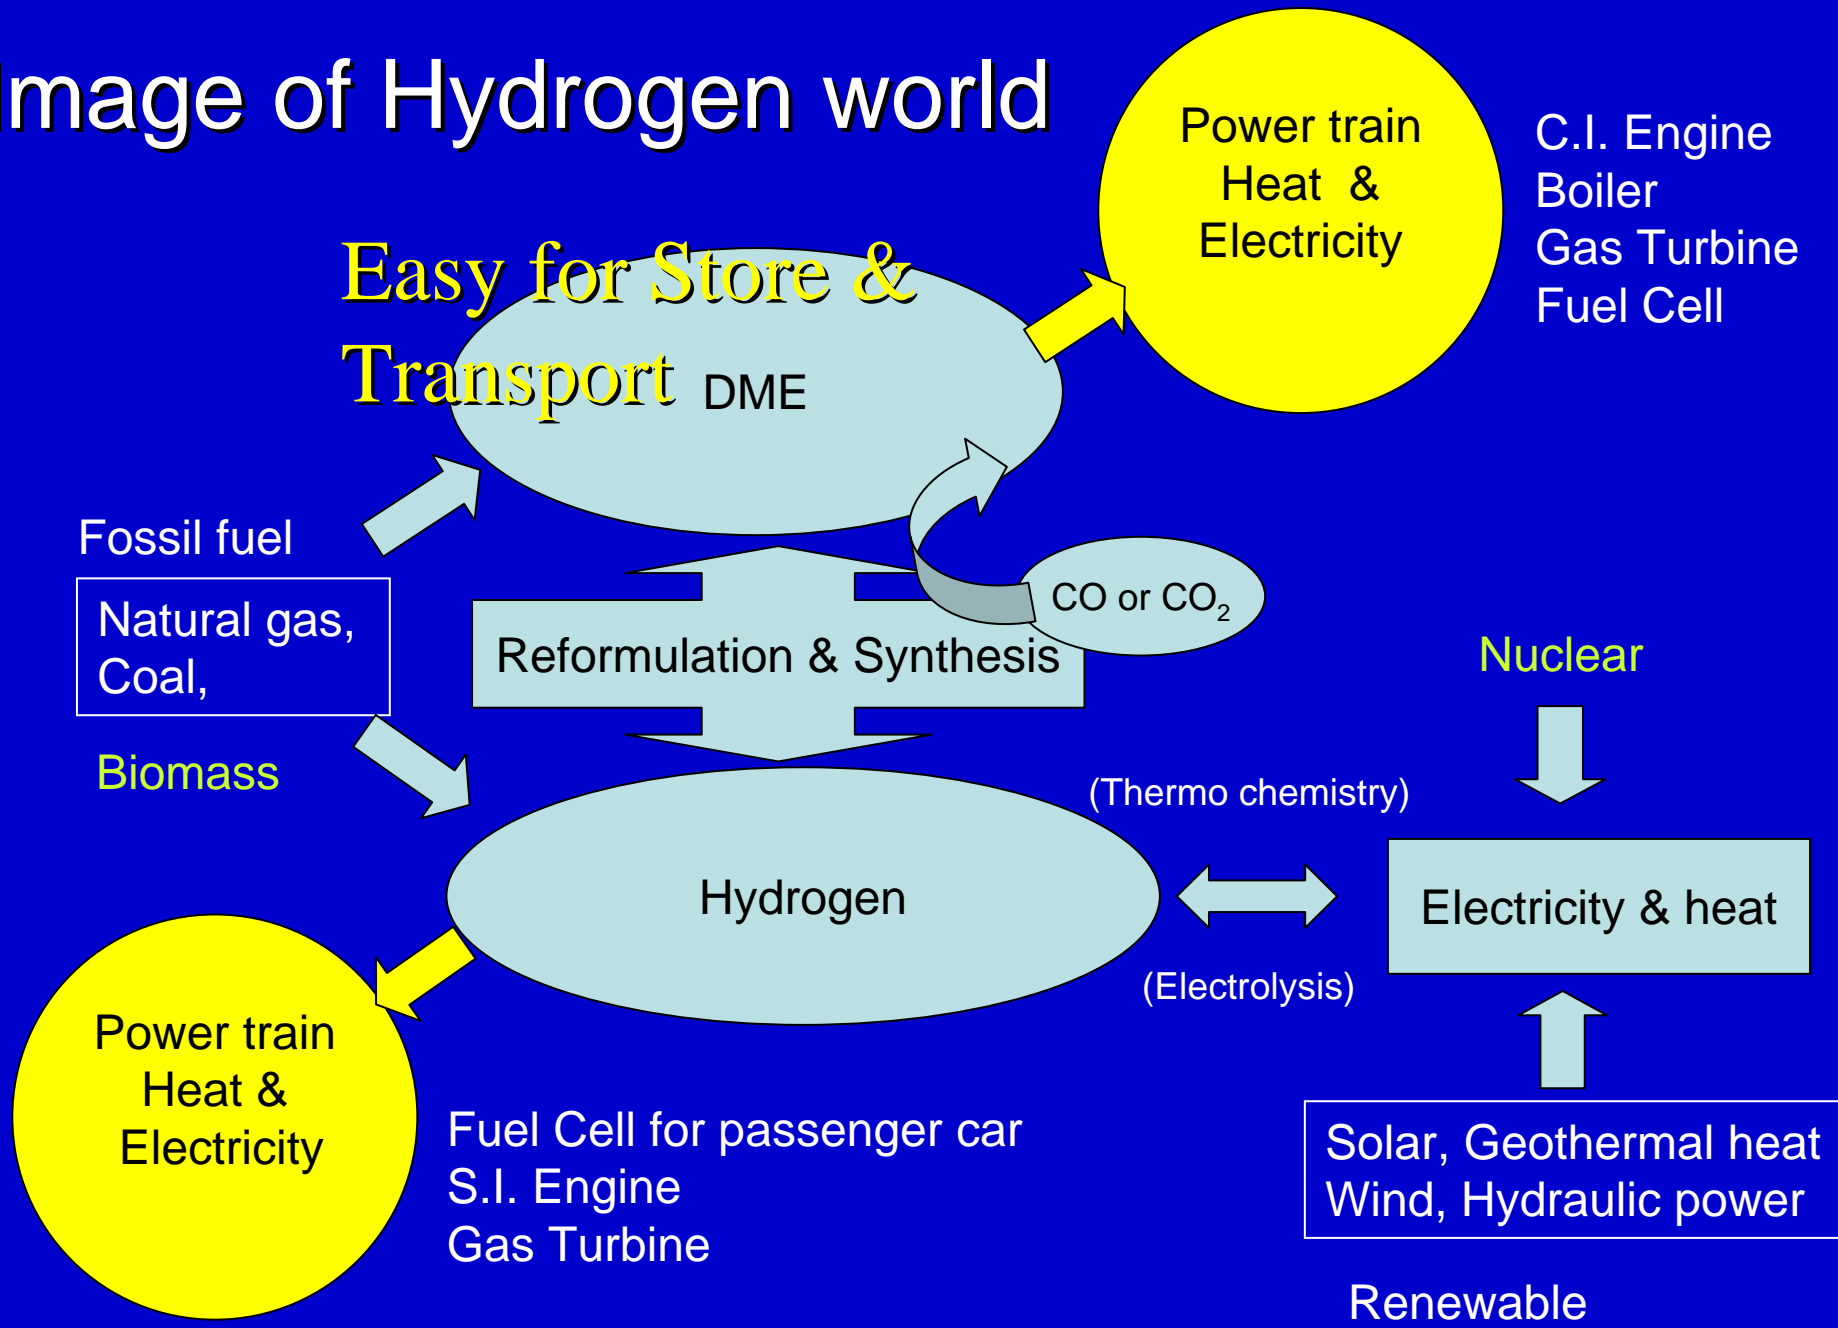 Image of Hydrogen world
Power train
Heat &
Electricity
C.I. Engine
Boiler
Gas Turbine
Fuel Cell
Easy for Store &
Transport
DME
Fossil fuel
Natural gas,
Coal,
Biomass
CO or CO₂
Reformulation & Synthesis
Nuclear
(Thermo chemistry)
Hydrogen
Electricity & heat
(Electrolysis)
Power train
Heat &
Electricity
Fuel Cell for passenger car
S.I. Engine
Gas Turbine
Solar, Geothermal heat
Wind, Hydraulic power
Renewable